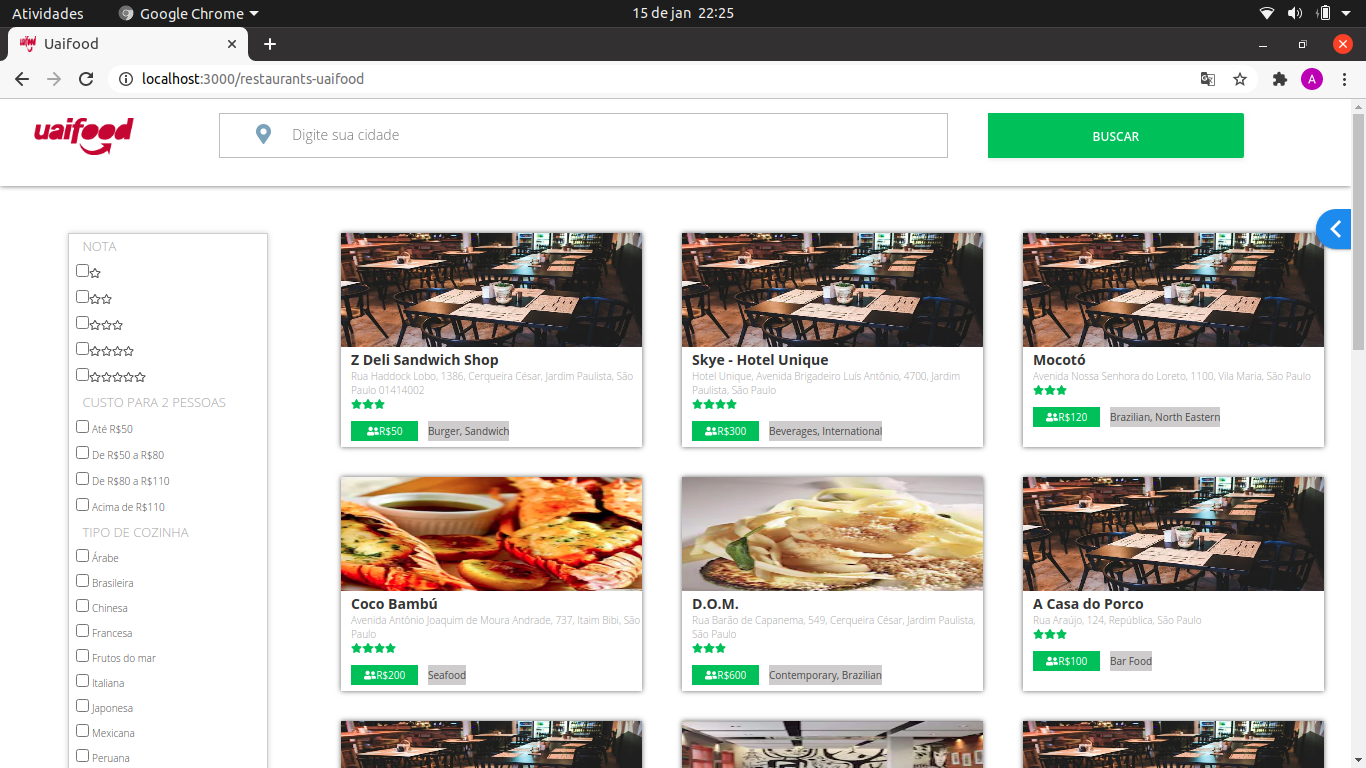 Atividades
Google Chrome
15 de jan 22:25
Uaifood
localhost:3000/restaurants-uaifood
A
uaifood
Digite sua cidade
BUSCAR
NOTA
CUSTO PARA 2 PESSOAS
Até R$50
De R$50 a R$80
De R$80 a R$110
Acima de R$110
TIPO DE COZINHA
Árabe
Brasileira
Chinesa
Francesa
Frutos do mar
Italiana
Japonesa
Mexicana
Peruana
Z Deli Sandwich Shop
Rua Haddock Lobo, 1386, Cerqueira César, Jardim Paulista, São
Paulo 01414002
R$50
Burger, Sandwich
Skye - Hotel Unique
Hotel Unique, Avenida Brigadeiro Luís Antônio, 4700, Jardim
Paulista, São Paulo
R$300
Beverages, International
Mocotó
Avenida Nossa Senhora do Loreto, 1100, Vila Maria, São Paulo
R$120
Brazilian, North Eastern
Coco Bambú
Avenida Antônio Joaquim de Moura Andrade, 737, Itaim Bibi, São
Paulo
R$200
Seafood
D.O.M.
Rua Barão de Capanema, 549, Cerqueira César, Jardim Paulista,
São Paulo
R$600
Contemporary, Brazilian
A Casa do Porco
Rua Araújo, 124, República, São Paulo
R$100
Bar Food